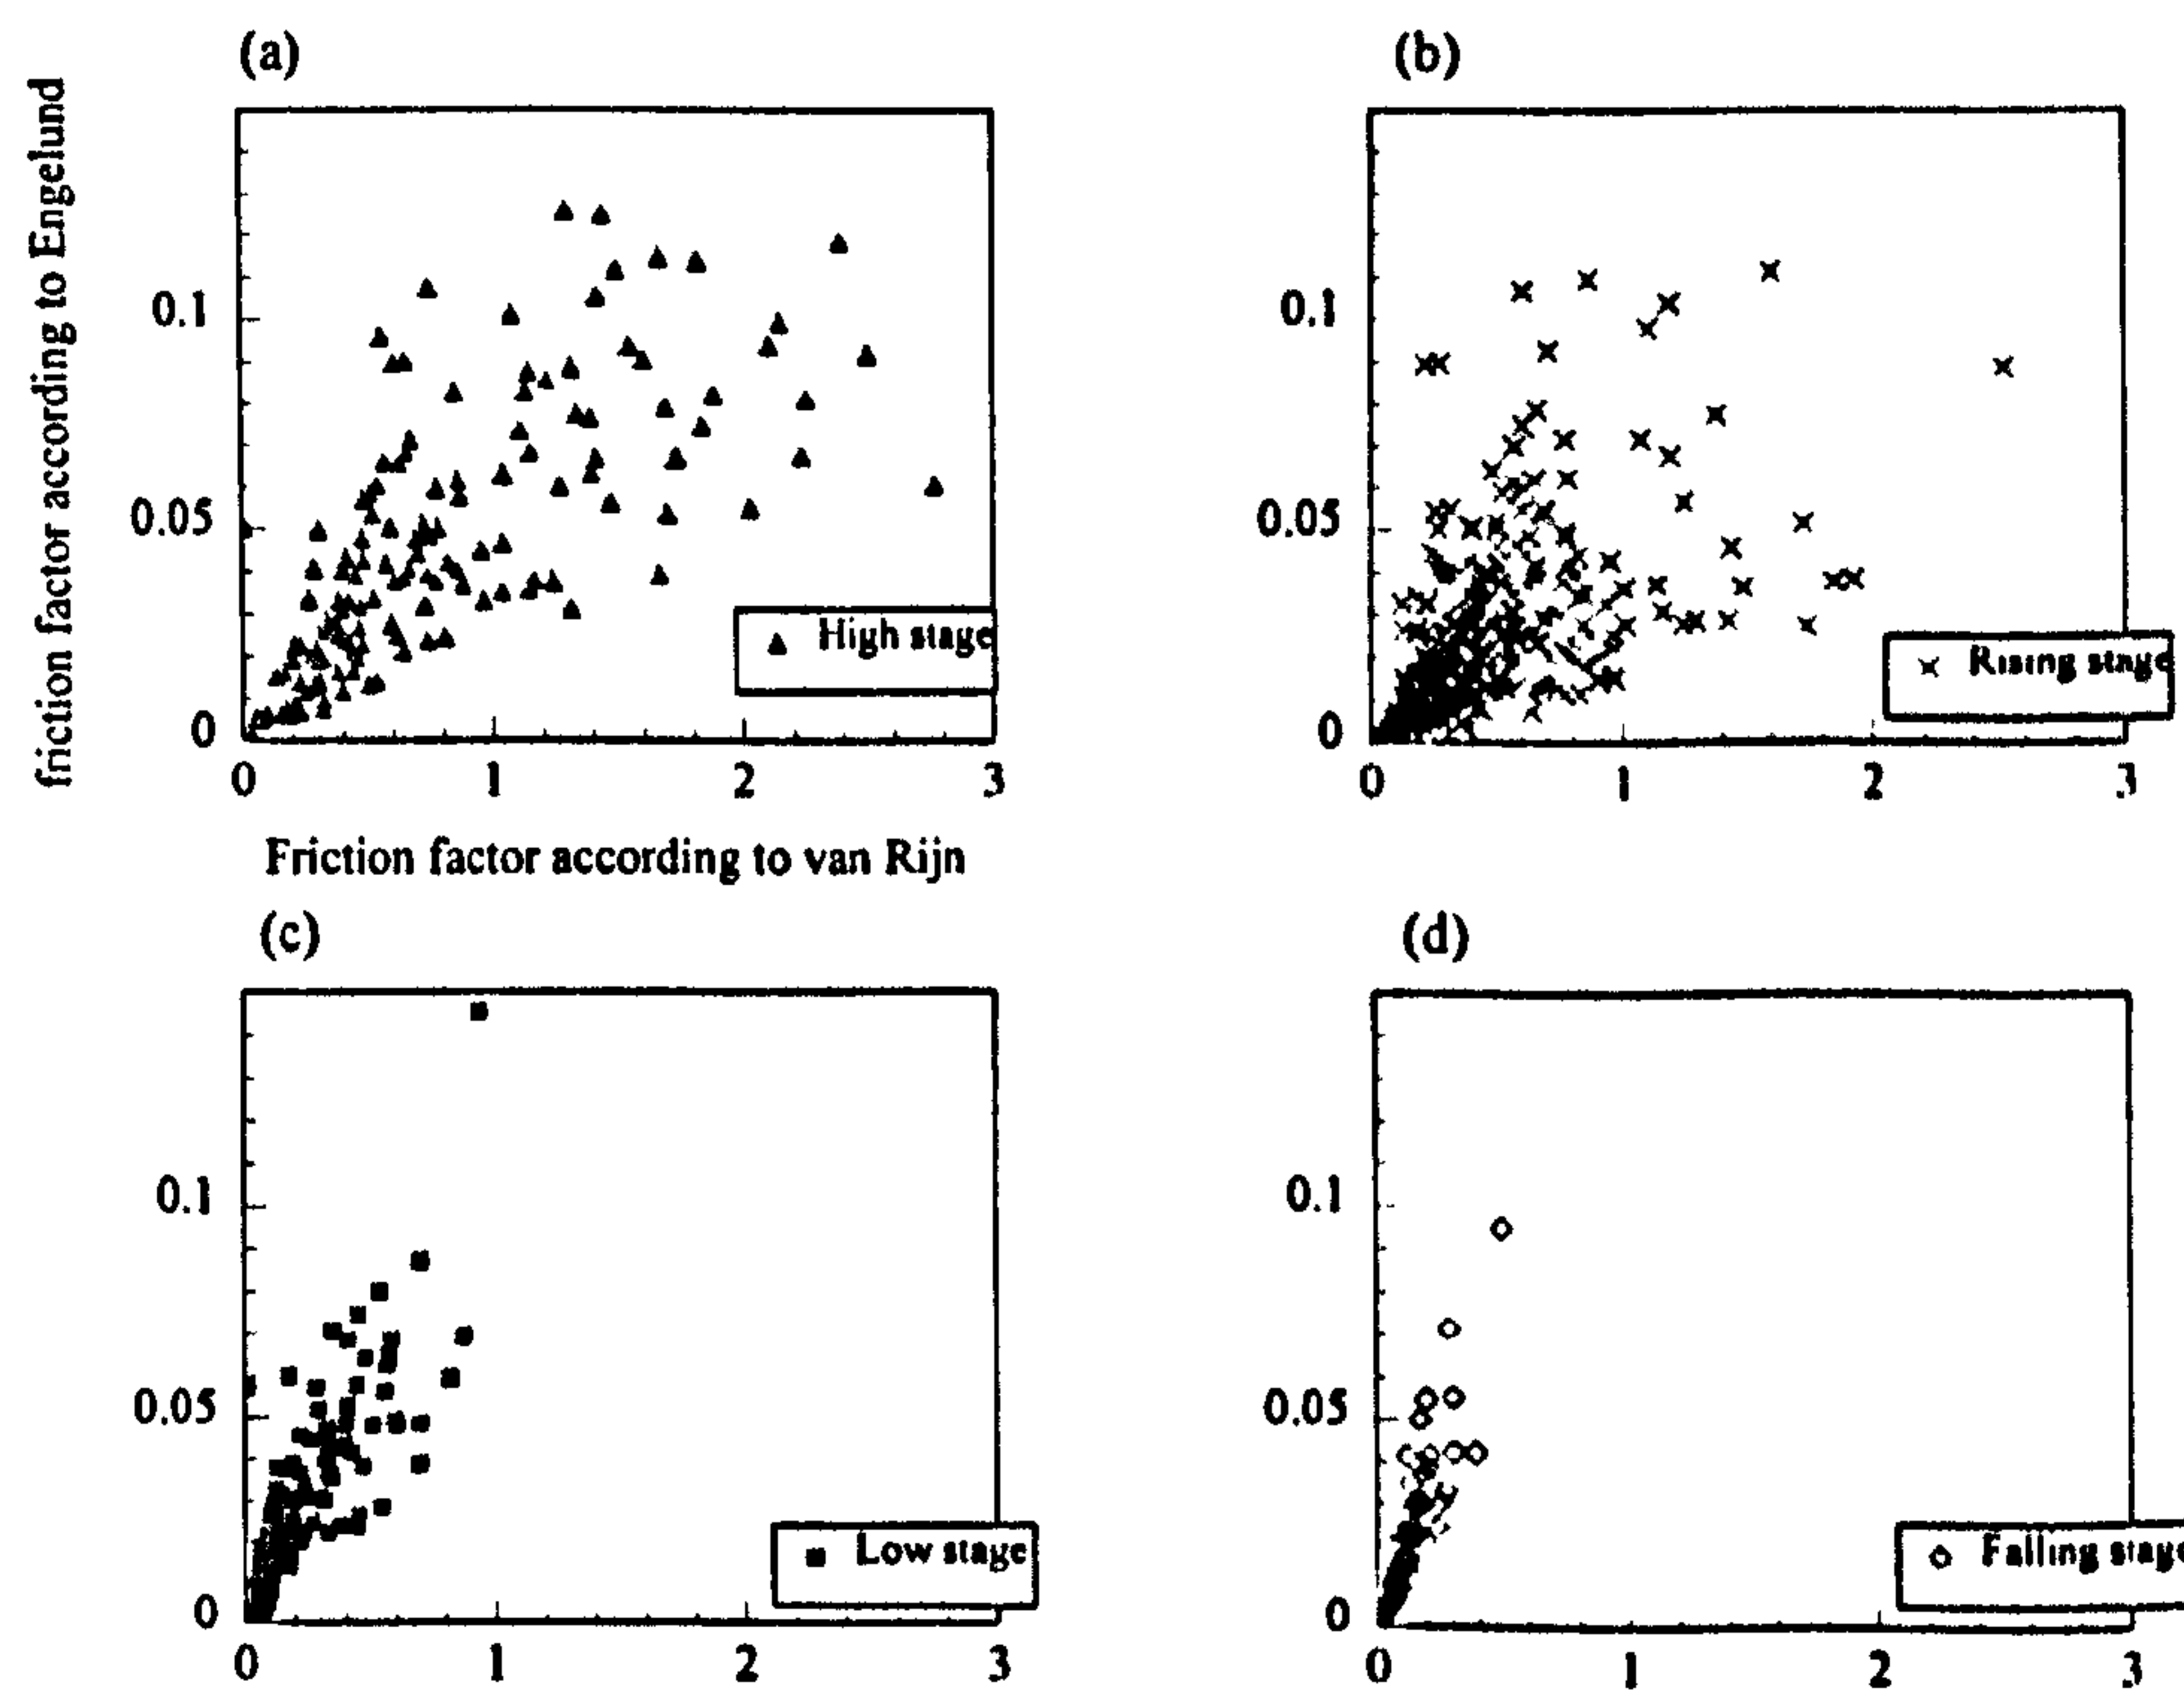 (a)
(b)
friction factor according to Engelund
0.1
0.05
0
High stage
0
1
2
3
0.1
0.05
0
Rising stage
0
1
2
3
Friction factor according to van Rijn
(c)
(d)
0.1
0.05
0
Low stage
0
1
2
3
0.1
0.05
0
Falling stage
0
1
2
3